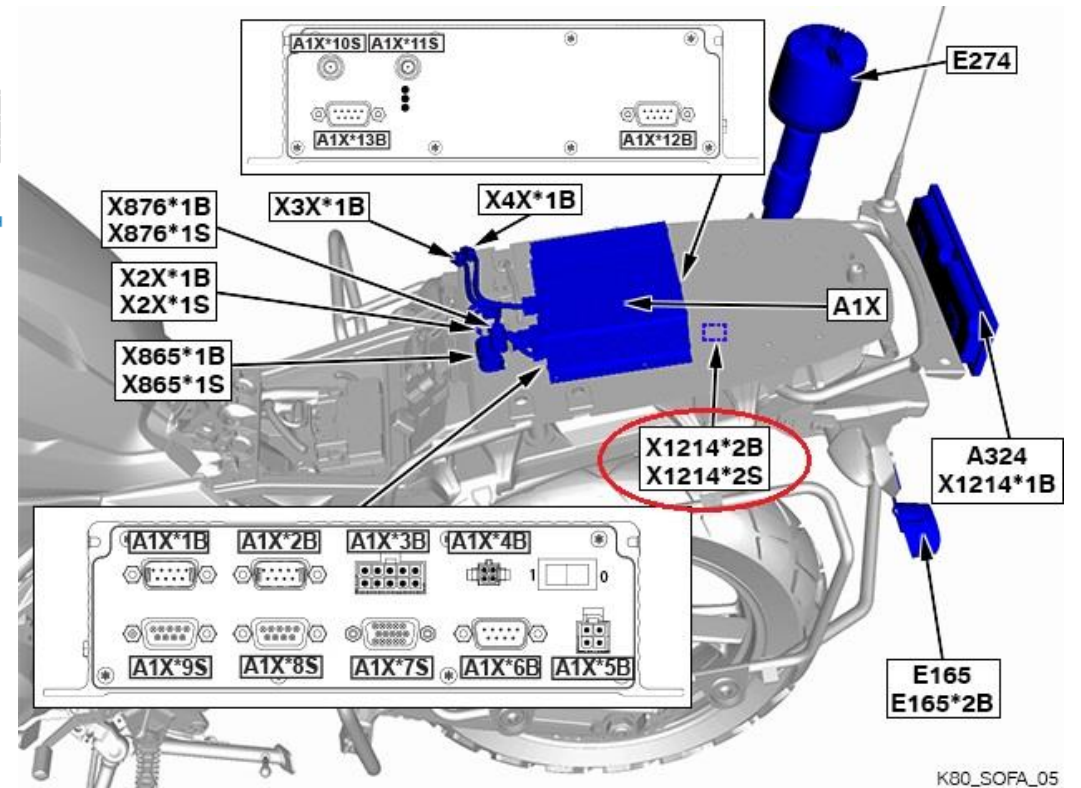 A1X*10S A1X*11S
A1X*13B A1X*12B
E274
X876*1B
X876*1S
X3X*1B
X4X*1B
X2X*1B
X2X*1S
A1X
X865*1B
X865*1S
X1214*2B
X1214*2S
A324
X1214*1B
A1X*1B A1X*2B A1X*3B A1X*4B
1 0
A1X*9S A1X*8S A1X*7S A1X*6B A1X*5B
E165
E165*2B
K80_SOFA_05